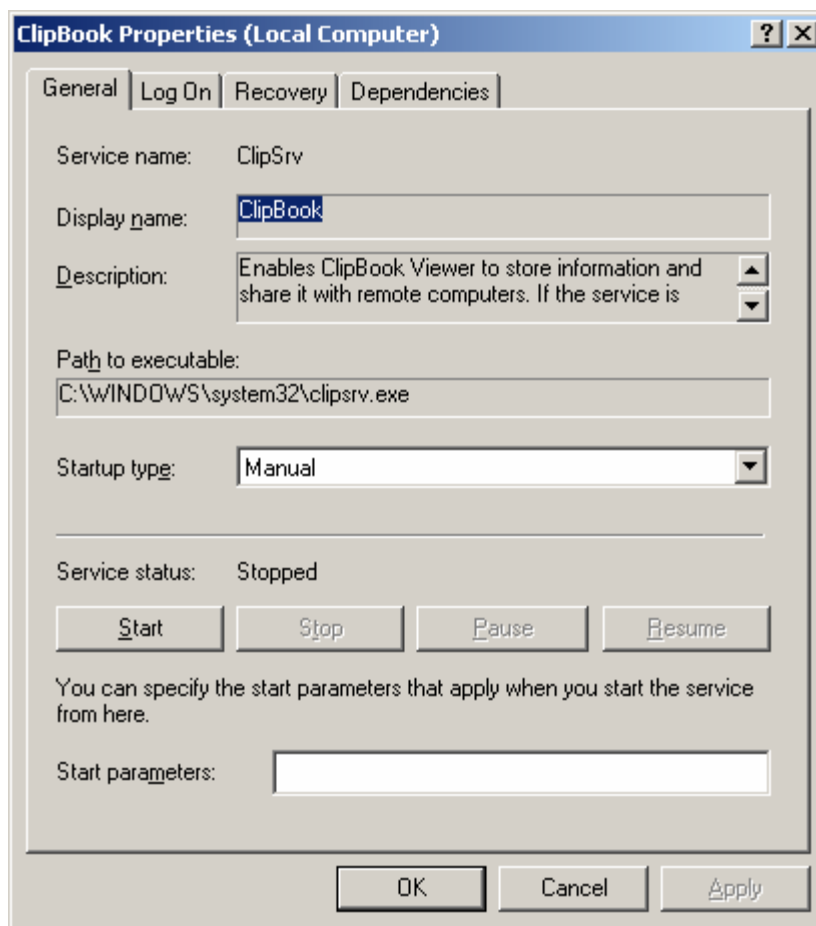 ClipBook Properties (Local Computer)
General Log On Recovery Dependencies
Service name: ClipSrv
Display name: ClipBook
Description: Enables ClipBook Viewer to store information and
share it with remote computers. If the service is
Path to executable:
C:\WINDOWS\system32\clipsrv.exe
Startup type: Manual
Service status: Stopped
Start Stop Pause Resume
You can specify the start parameters that apply when you start the service
from here.
Start parameters:
OK Cancel Apply